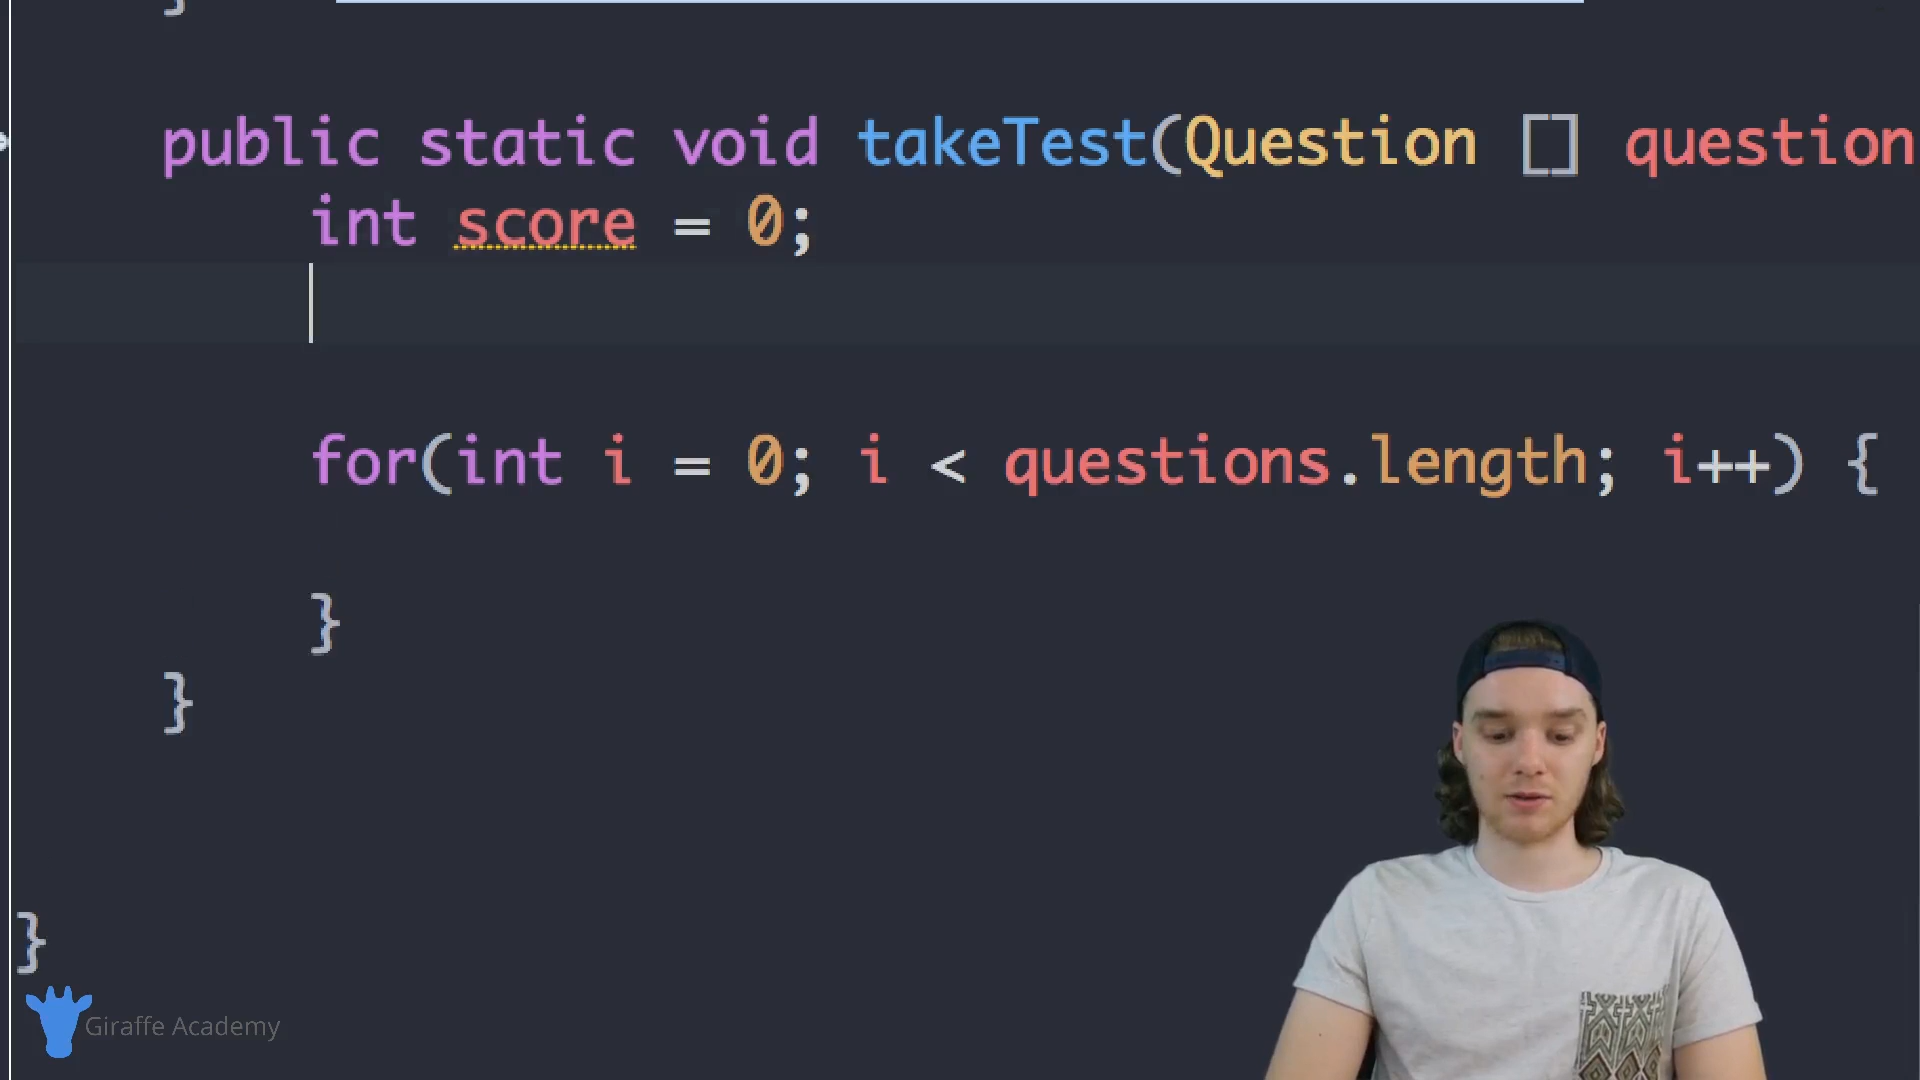 }
public static void takeTest(Question [] question
int score = 0;
for(int i = 0; i < questions.length; i++) {
}
}
}
Giraffe Academy